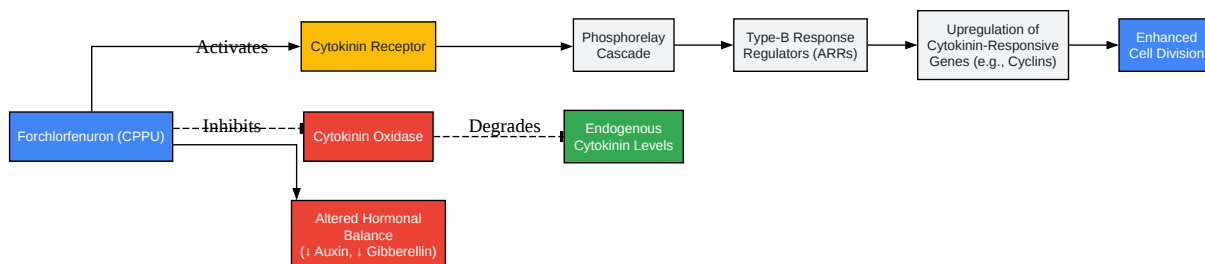 Activates
Cytokinin Receptor
Phosphorelay
Cascade
Type-B Response
Regulators (ARRs)
Upregulation of
Cytokinin-Responsive
Genes (e.g., Cyclins)
Enhanced
Cell Division
Forchlorfenuron (CPPU)
Inhibits
Cytokinin Oxidase
Degrades
Endogenous
Cytokinin Levels
Altered Hormonal
Balance
(↓ Auxin, ↓ Gibberellin)